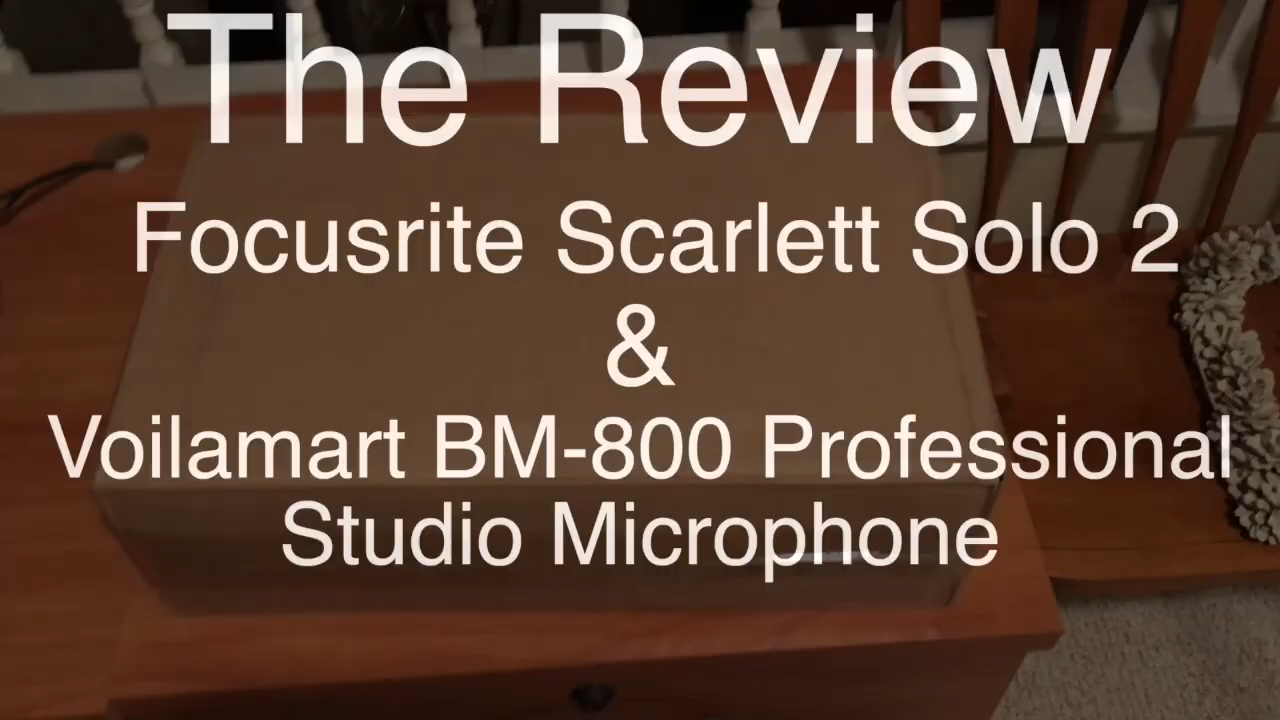 The Review
Focusrite Scarlett Solo 2
&
Voilamart BM-800 Professional
Studio Microphone